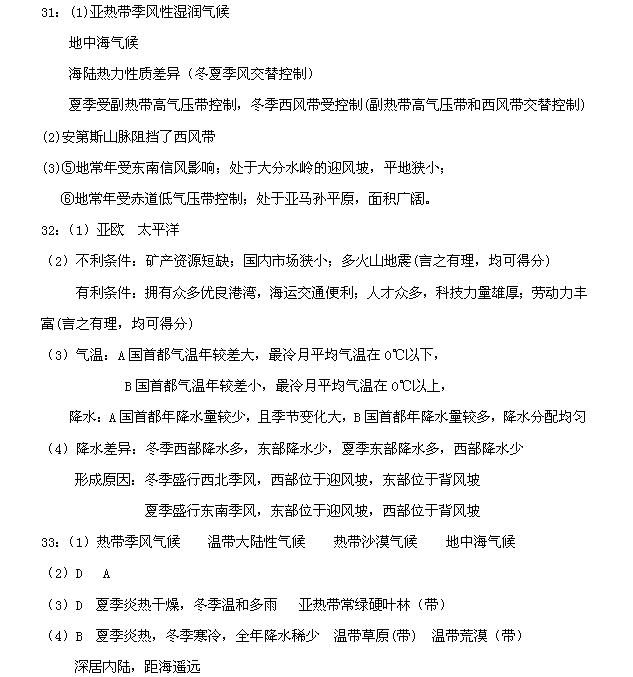 31：(1)亚热带季风性湿润气候
地中海气候
海陆热力性质差异（冬夏季风交替控制）
夏季受副热带高气压带控制，冬季西风带受控制(副热带高气压带和西风带交替控制)
(2)安第斯山脉阻挡了西风带
(3)⑤地常年受东南信风影响；处于大分水岭的迎风坡，平地狭小；
⑥地常年受赤道低气压带控制；处于亚马孙平原，面积广阔。
32：（1）亚欧 太平洋
（2）不利条件：矿产资源短缺；国内市场狭小；多火山地震(言之有理，均可得分)
有利条件：拥有众多优良港湾，海运交通便利；人才众多，科技力量雄厚；劳动力丰
富(言之有理，均可得分)
（3）气温：A国首都气温年较差大，最冷月平均气温在0℃以下，
B国首都气温年较差小，最冷月平均气温在0℃以上，
降水：A国首都年降水量较少，且季节变化大，B国首都年降水量较多，降水分配均匀
（4）降水差异：冬季西部降水多，东部降水少，夏季东部降水多，西部降水少
形成原因：冬季盛行西北季风，西部位于迎风坡，东部位于背风坡
夏季盛行东南季风，东部位于迎风坡，西部位于背风坡
33：（1）热带季风气候 温带大陆性气候 热带沙漠气候 地中海气候
（2）D A
（3）D 夏季炎热干燥，冬季温和多雨 亚热带常绿硬叶林（带）
（4）B 夏季炎热，冬季寒冷，全年降水稀少 温带草原(带) 温带荒漠（带）
深居内陆，距海遥远